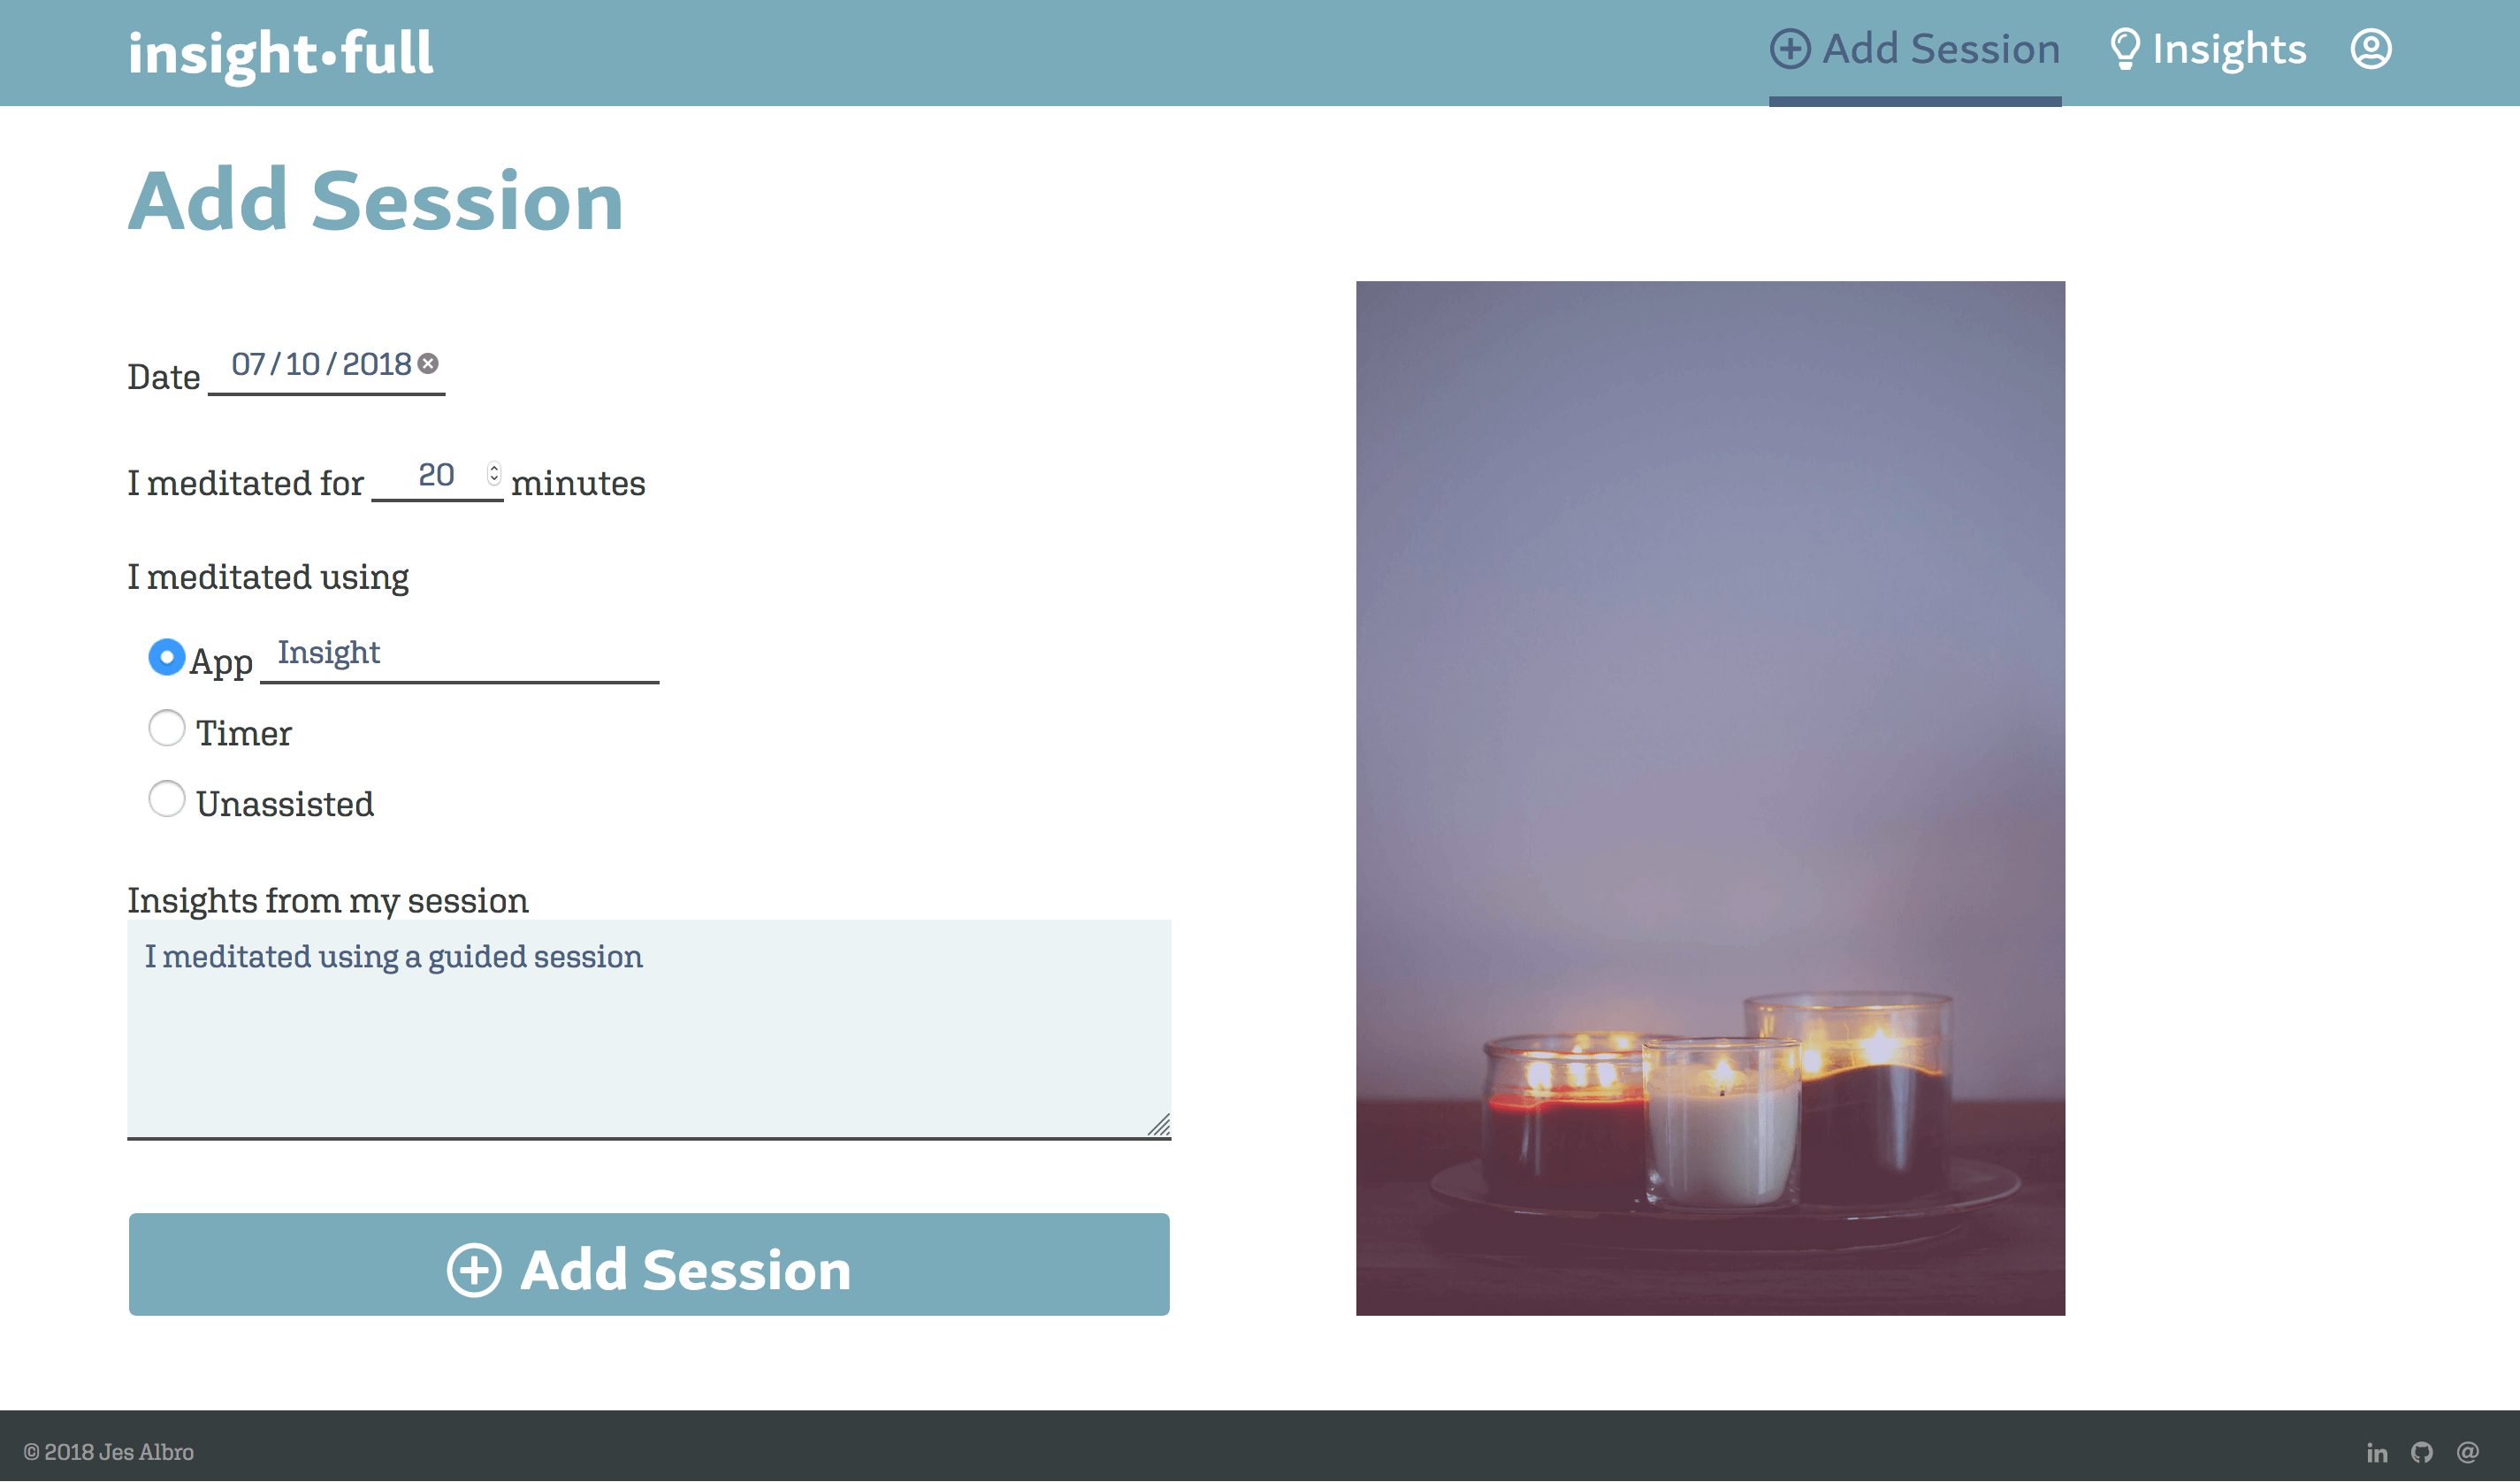 insight•full
Add Session
Insights
Add Session
Date 07/10/2018
I meditated for 20 minutes
I meditated using
App Insight
Timer
Unassisted
Insights from my session
I meditated using a guided session
Add Session
© 2018 Jes Albro
in @